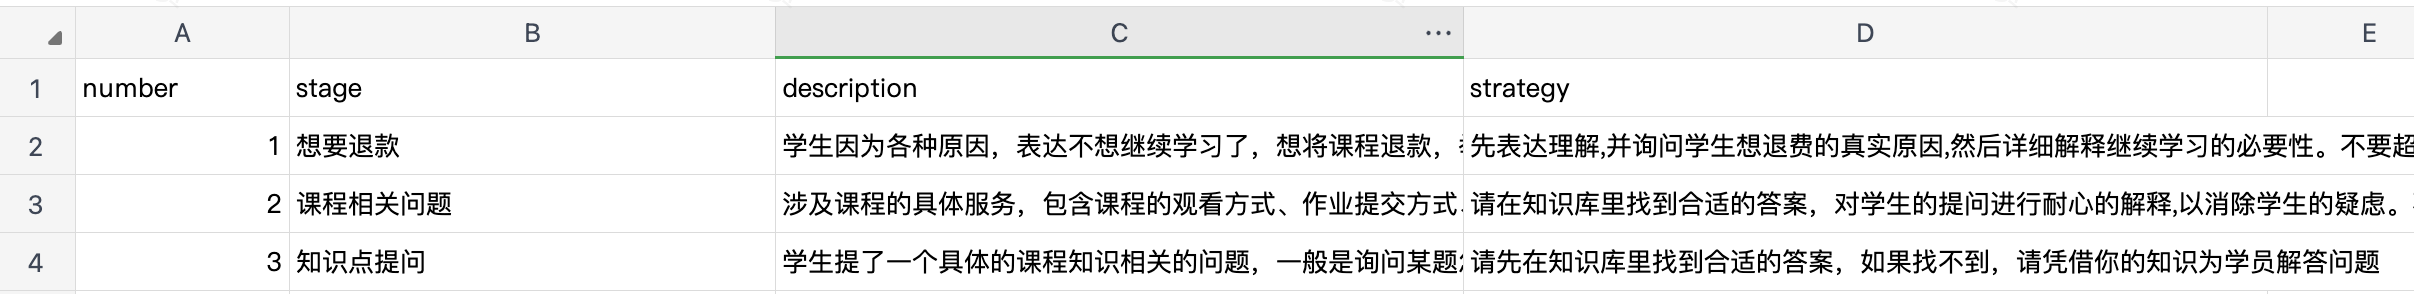 A B C ... D E
1 number stage description strategy
2 1 想要退款 学生因为各种原因，表达不想继续学习了，想将课程退款， 先表达理解,并询问学生想退费的真实原因,然后详细解释继续学习的必要性。不要超
3 2 课程相关问题 涉及课程的具体服务，包含课程的观看方式、作业提交方式 请在知识库里找到合适的答案，对学生的提问进行耐心的解释,以消除学生的疑虑。
4 3 知识点提问 学生提了一个具体的课程知识相关的问题，一般是询问某题 请先在知识库里找到合适的答案，如果找不到，请凭借你的知识为学员解答问题